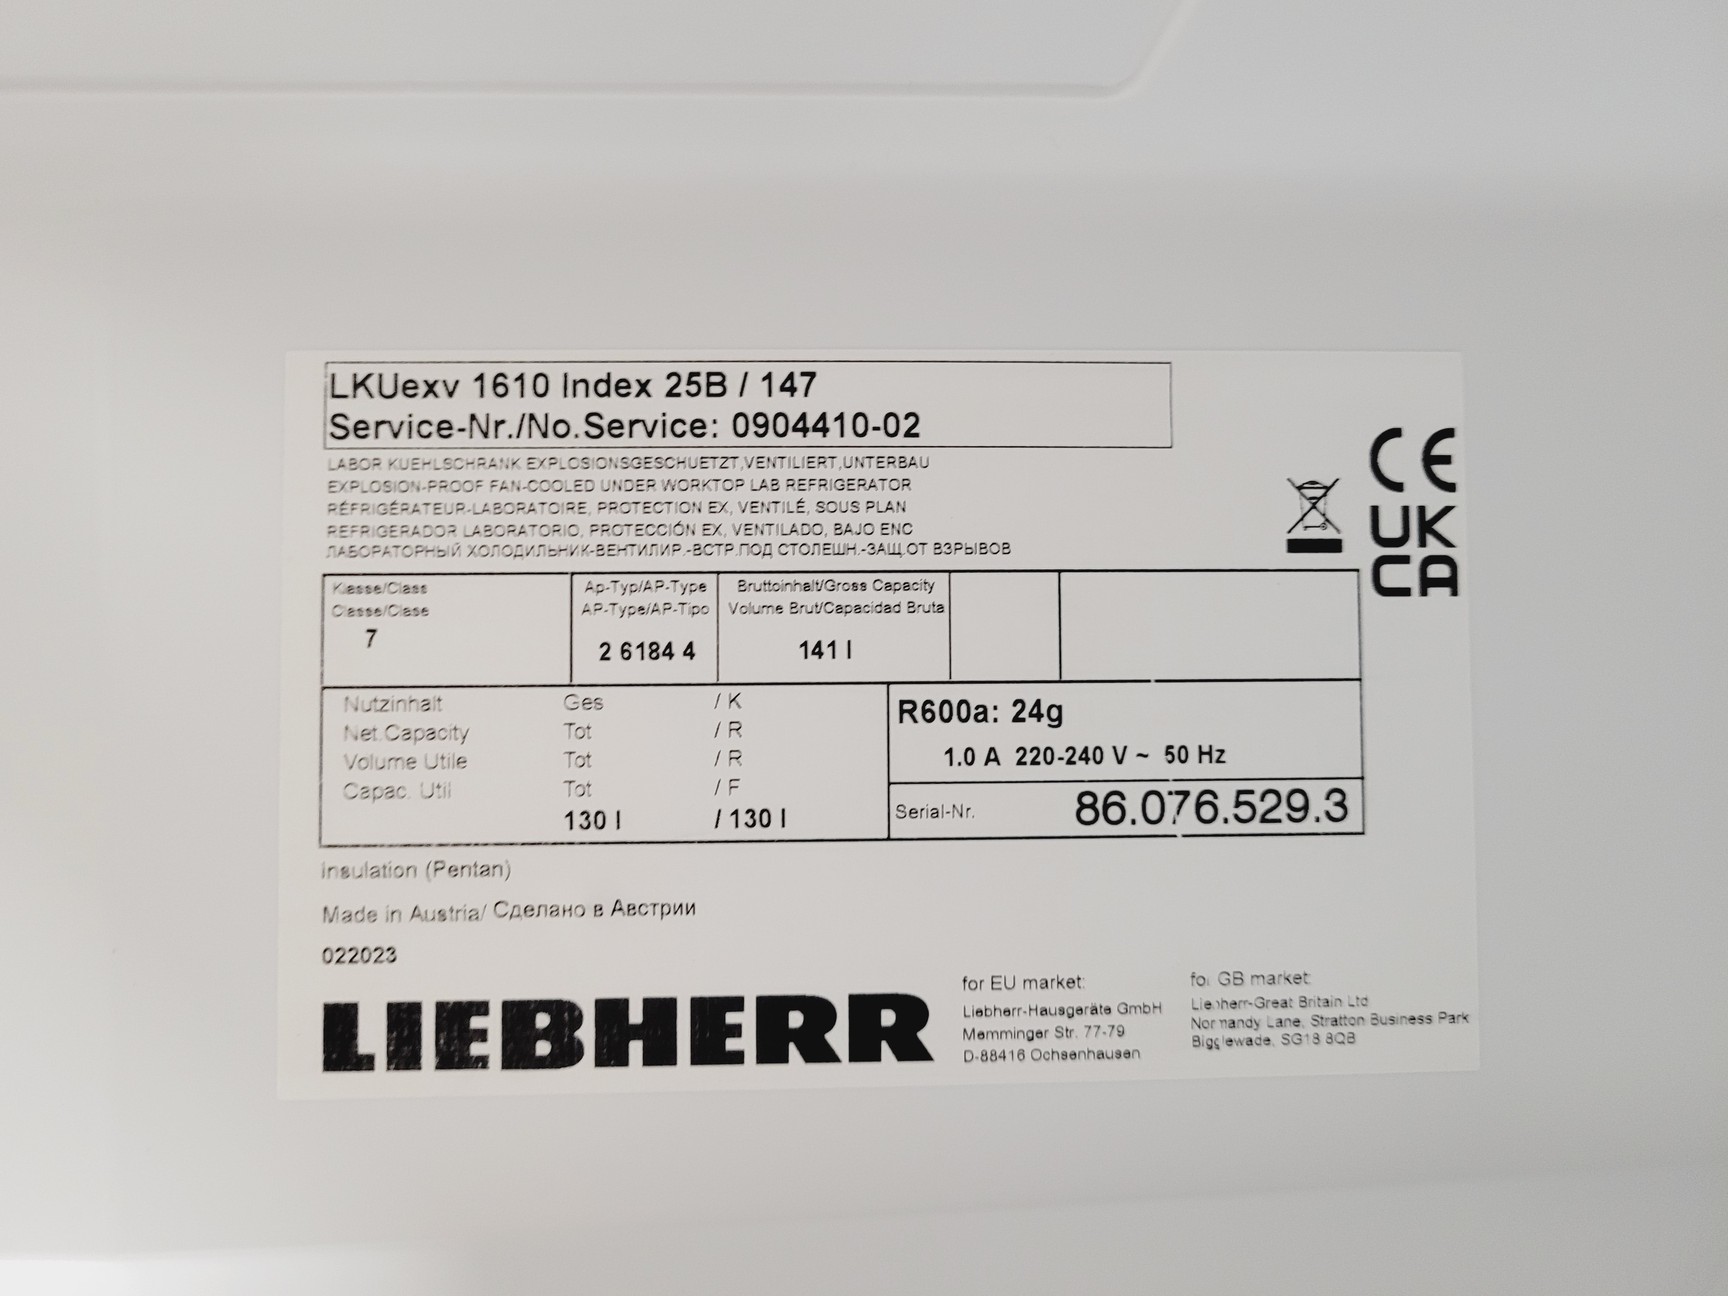 LKUexv 1610 Index 25B / 147
Service-Nr./No.Service: 0904410-02
LABOR KUEHLSCHRANK EXPLOSIONSGESCHUETZT,VENTILIERT,UNTERBAU
EXPLOSION-PROOF FAN-COOLED UNDER WORKTOP LAB REFRIGERATOR
RÉFRIGÉRATEUR-LABORATOIRE, PROTECTION EX, VENTILÉ, SOUS PLAN
REFRIGERADOR LABORATORIO, PROTECCIÓN EX, VENTILADO, BAJO ENC
ЛАБОРАТОРНЫЙ ХОЛОДИЛЬНИК-ВЕНТИЛИР.-ВСТР.ПОД СТОЛЕШН.-ЗАЩ.ОТ ВЗРЫВОВ
CE
UK
CA
Klasse/Class
Classe/Clase
7
Ap-Typ/AP-Type
AP-Type/AP-Tipo
2 6184 4
Bruttoinhalt/Gross Capacity
Volume Brut/Capacidad Bruta
141 l
Nutzinhalt Ges / K
Net.Capacity Tot / R
Volume Utile Tot / R
Capac. Util Tot / F
130 l / 130 l
R600a: 24g
1.0 A 220-240 V ~ 50 Hz
Serial-Nr. 86.076.529.3
Insulation (Pentan)
Made in Austria/ Сделано в Австрии
022023
LIEBHERR
for EU market:
Liebherr-Hausgeräte GmbH
Memminger Str. 77-79
D-88416 Ochsenhausen
for GB market:
Liebherr-Great Britain Ltd
Normandy Lane, Stratton Business Park
Biggleswade, SG18 8QB